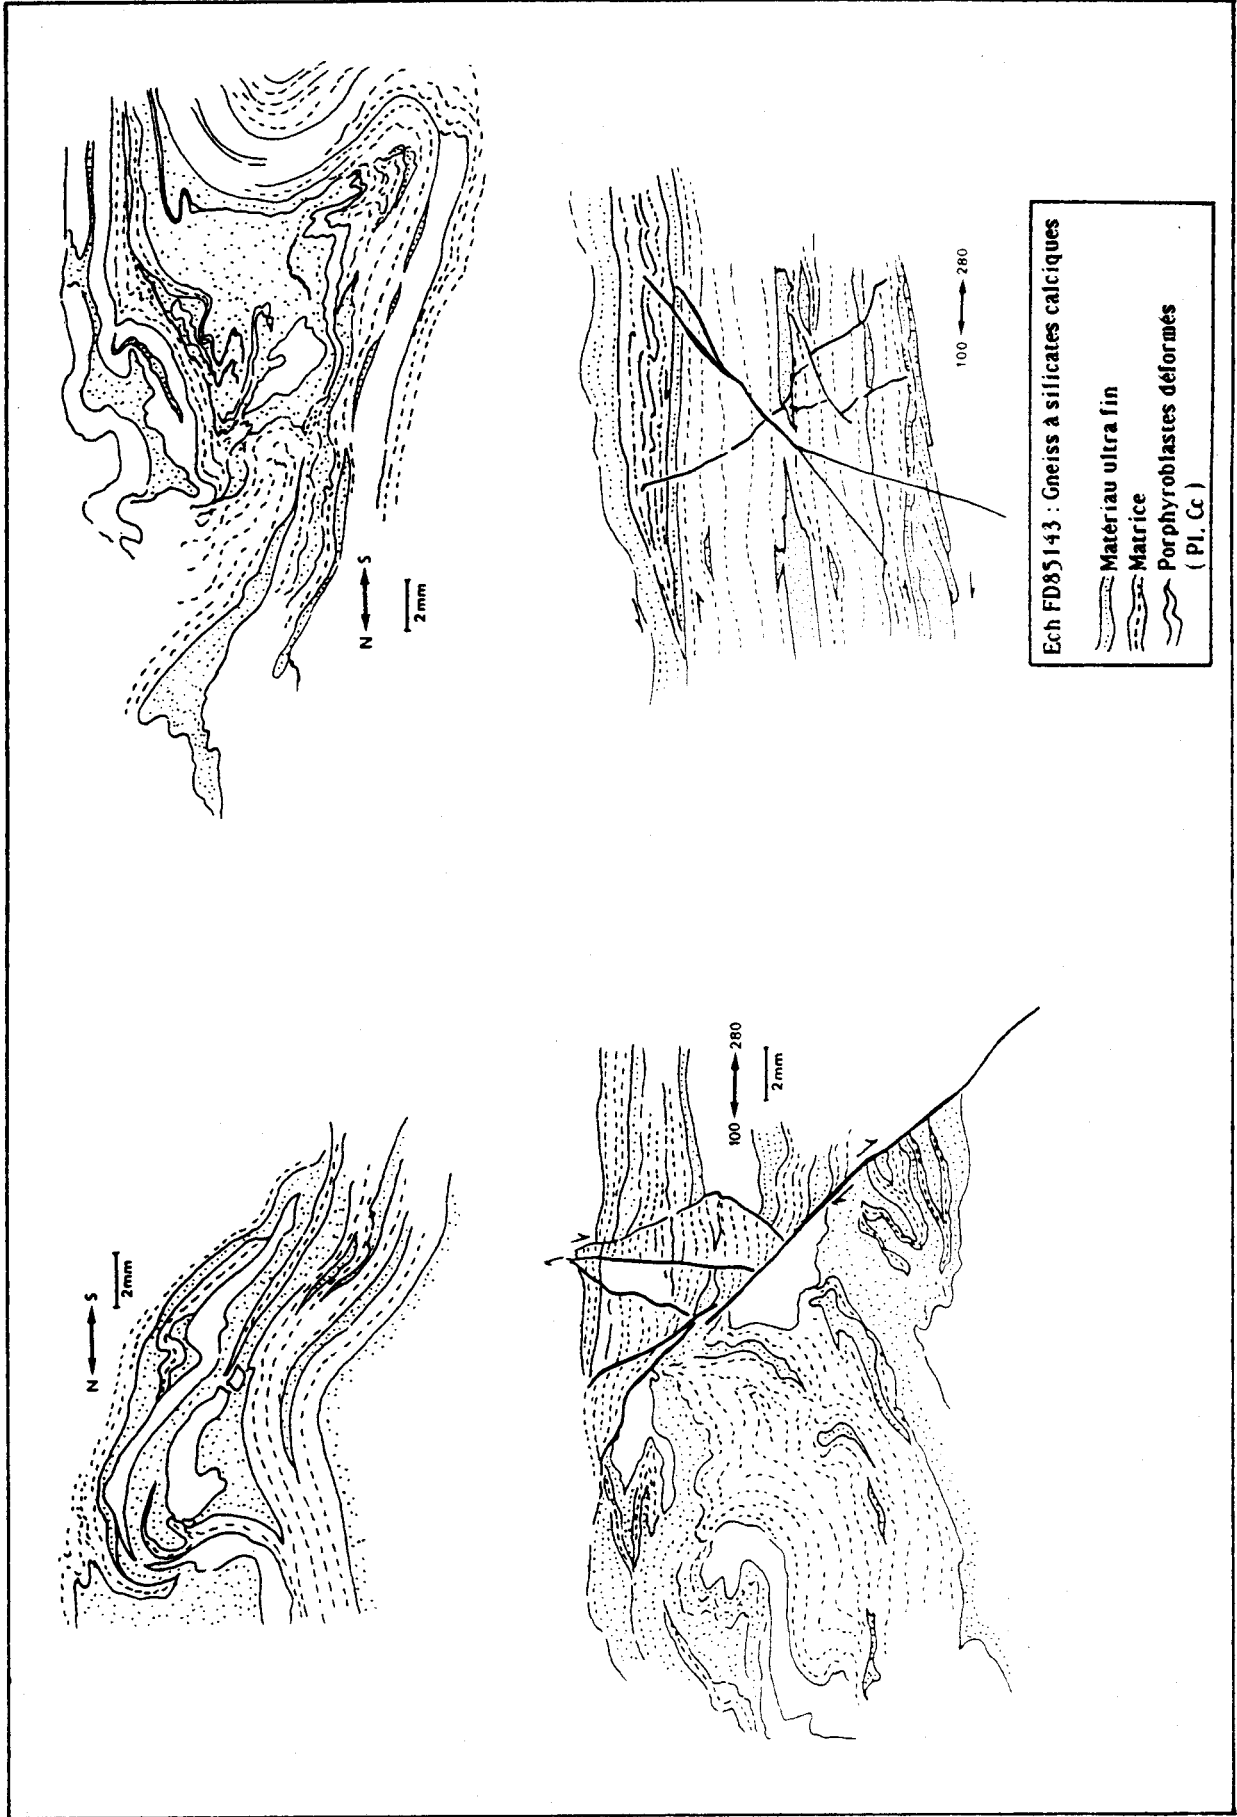 N S
2mm
N S
2mm
100 280
2mm
100 280
Ech FD85143 : Gneiss à silicates calciques
Matériau ultra fin
Matrice
Porphyroblastes déformés
( Pl, Cc )